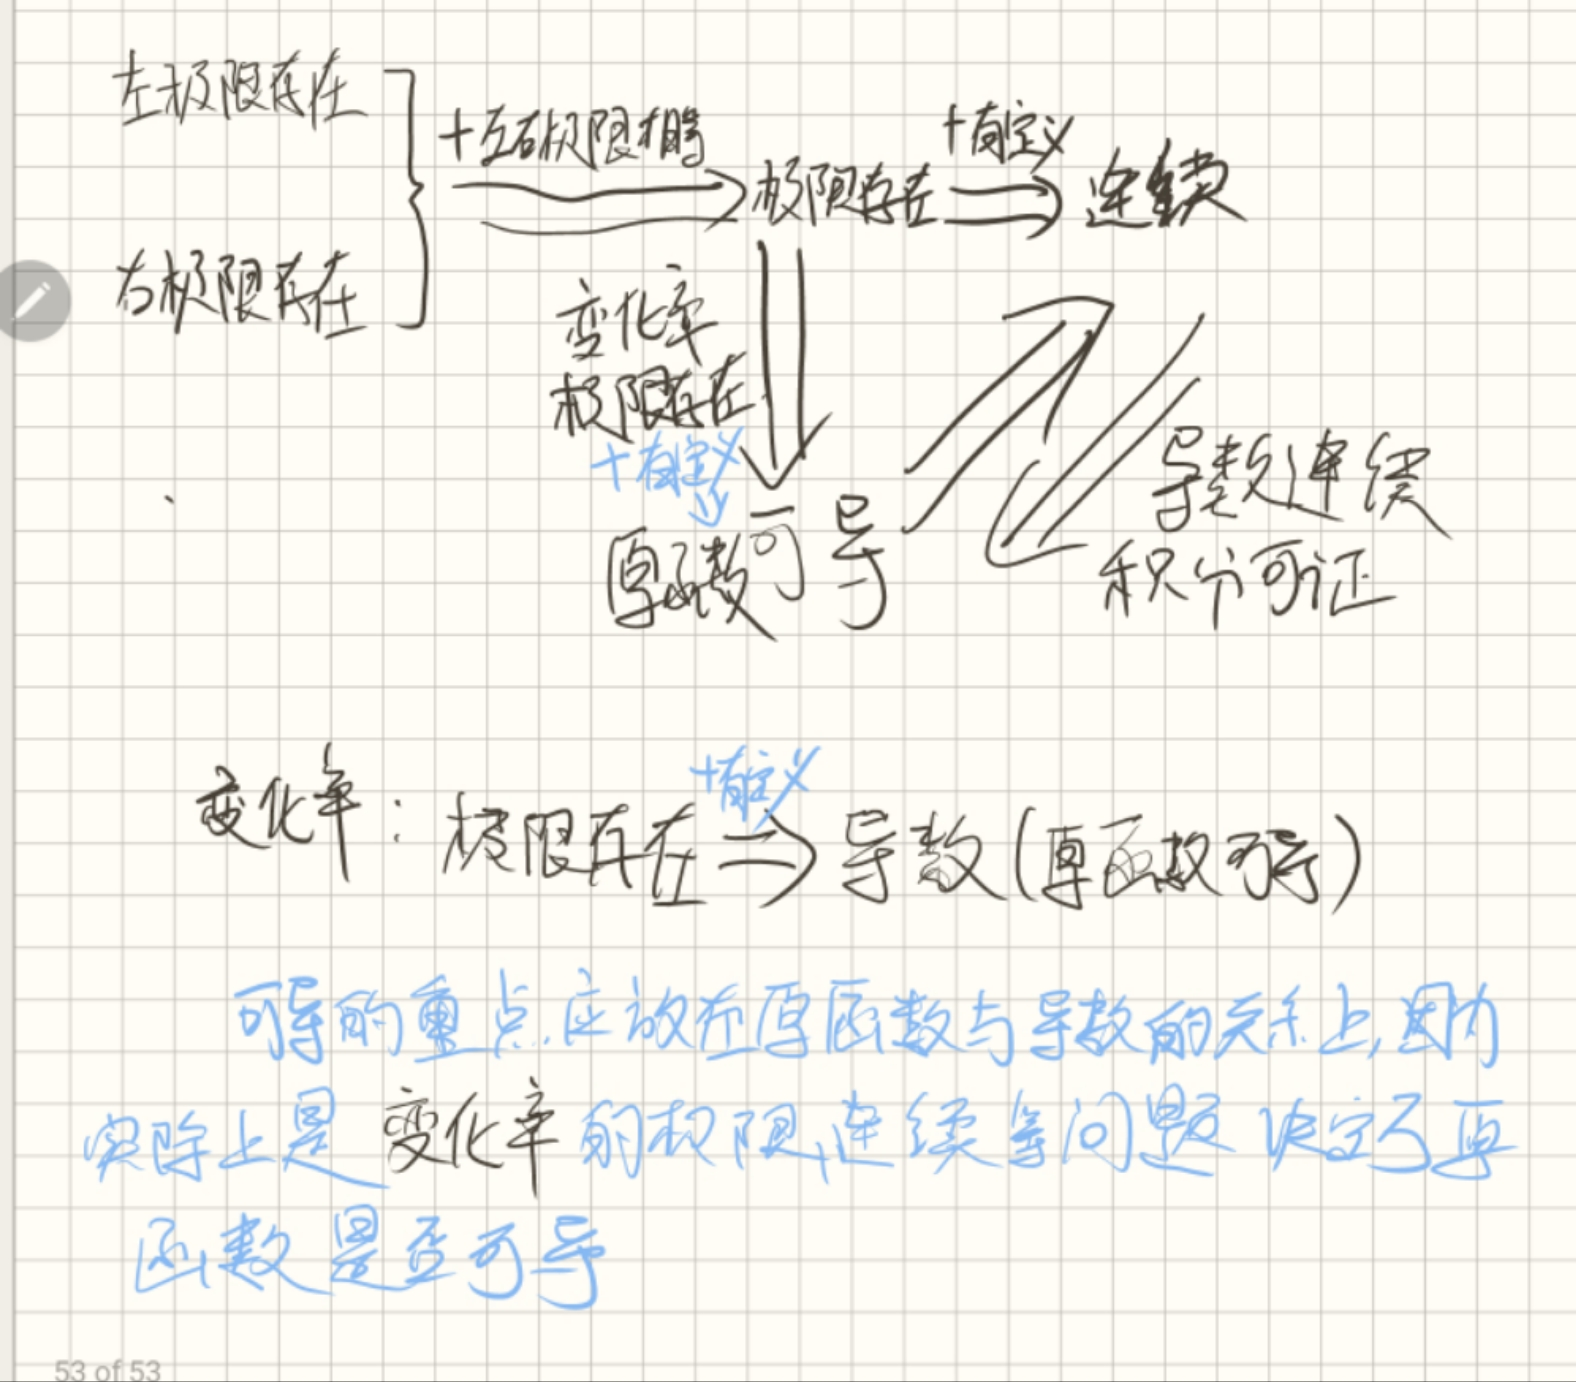 左极限存在
右极限存在
+左右极限相等
极限存在
+有定义
连续
变化率
极限存在
+有定义
原函数可导
导数连续
积分可证
变化率：极限存在
+有定义
导数(原函数可导)
可导的重点应放在原函数与导数的关系上,因为
实际上是 变化率 的极限,连续等问题 决定了原
函数是否可导
53 of 53